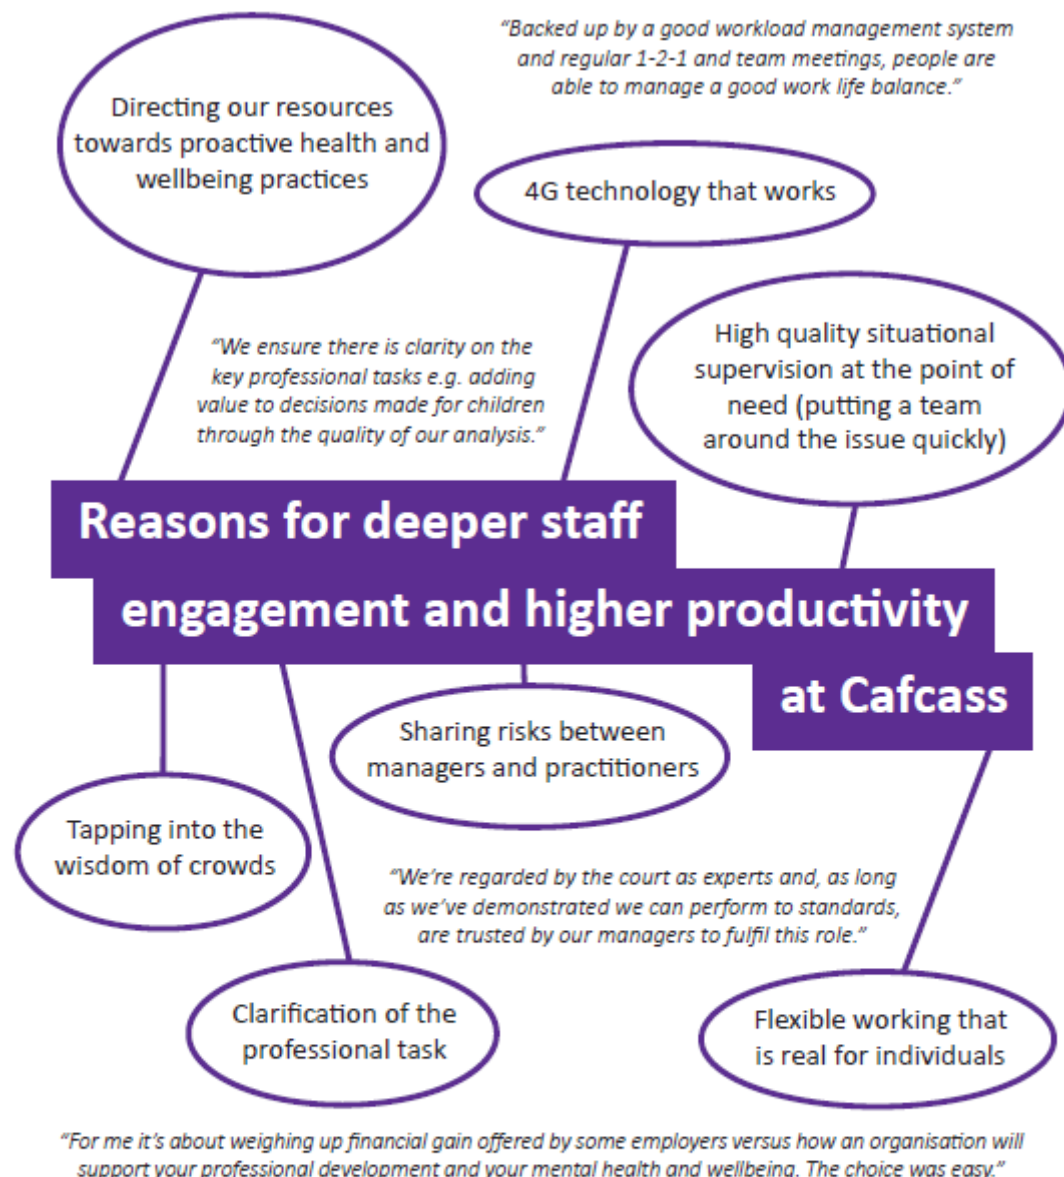 “Backed up by a good workload management system
and regular 1-2-1 and team meetings, people are
able to manage a good work life balance.”
Directing our resources
towards proactive health and
wellbeing practices
4G technology that works
High quality situational
supervision at the point of
need (putting a team
around the issue quickly)
“We ensure there is clarity on the
key professional tasks e.g. adding
value to decisions made for children
through the quality of our analysis.”
Reasons for deeper staff
engagement and higher productivity
at Cafcass
Sharing risks between
managers and practitioners
Tapping into the
wisdom of crowds
“We’re regarded by the court as experts and, as long
as we’ve demonstrated we can perform to standards,
are trusted by our managers to fulfil this role.”
Clarification of the
professional task
Flexible working that
is real for individuals
“For me it’s about weighing up financial gain offered by some employers versus how an organisation will
support your professional development and your mental health and wellbeing. The choice was easy.”